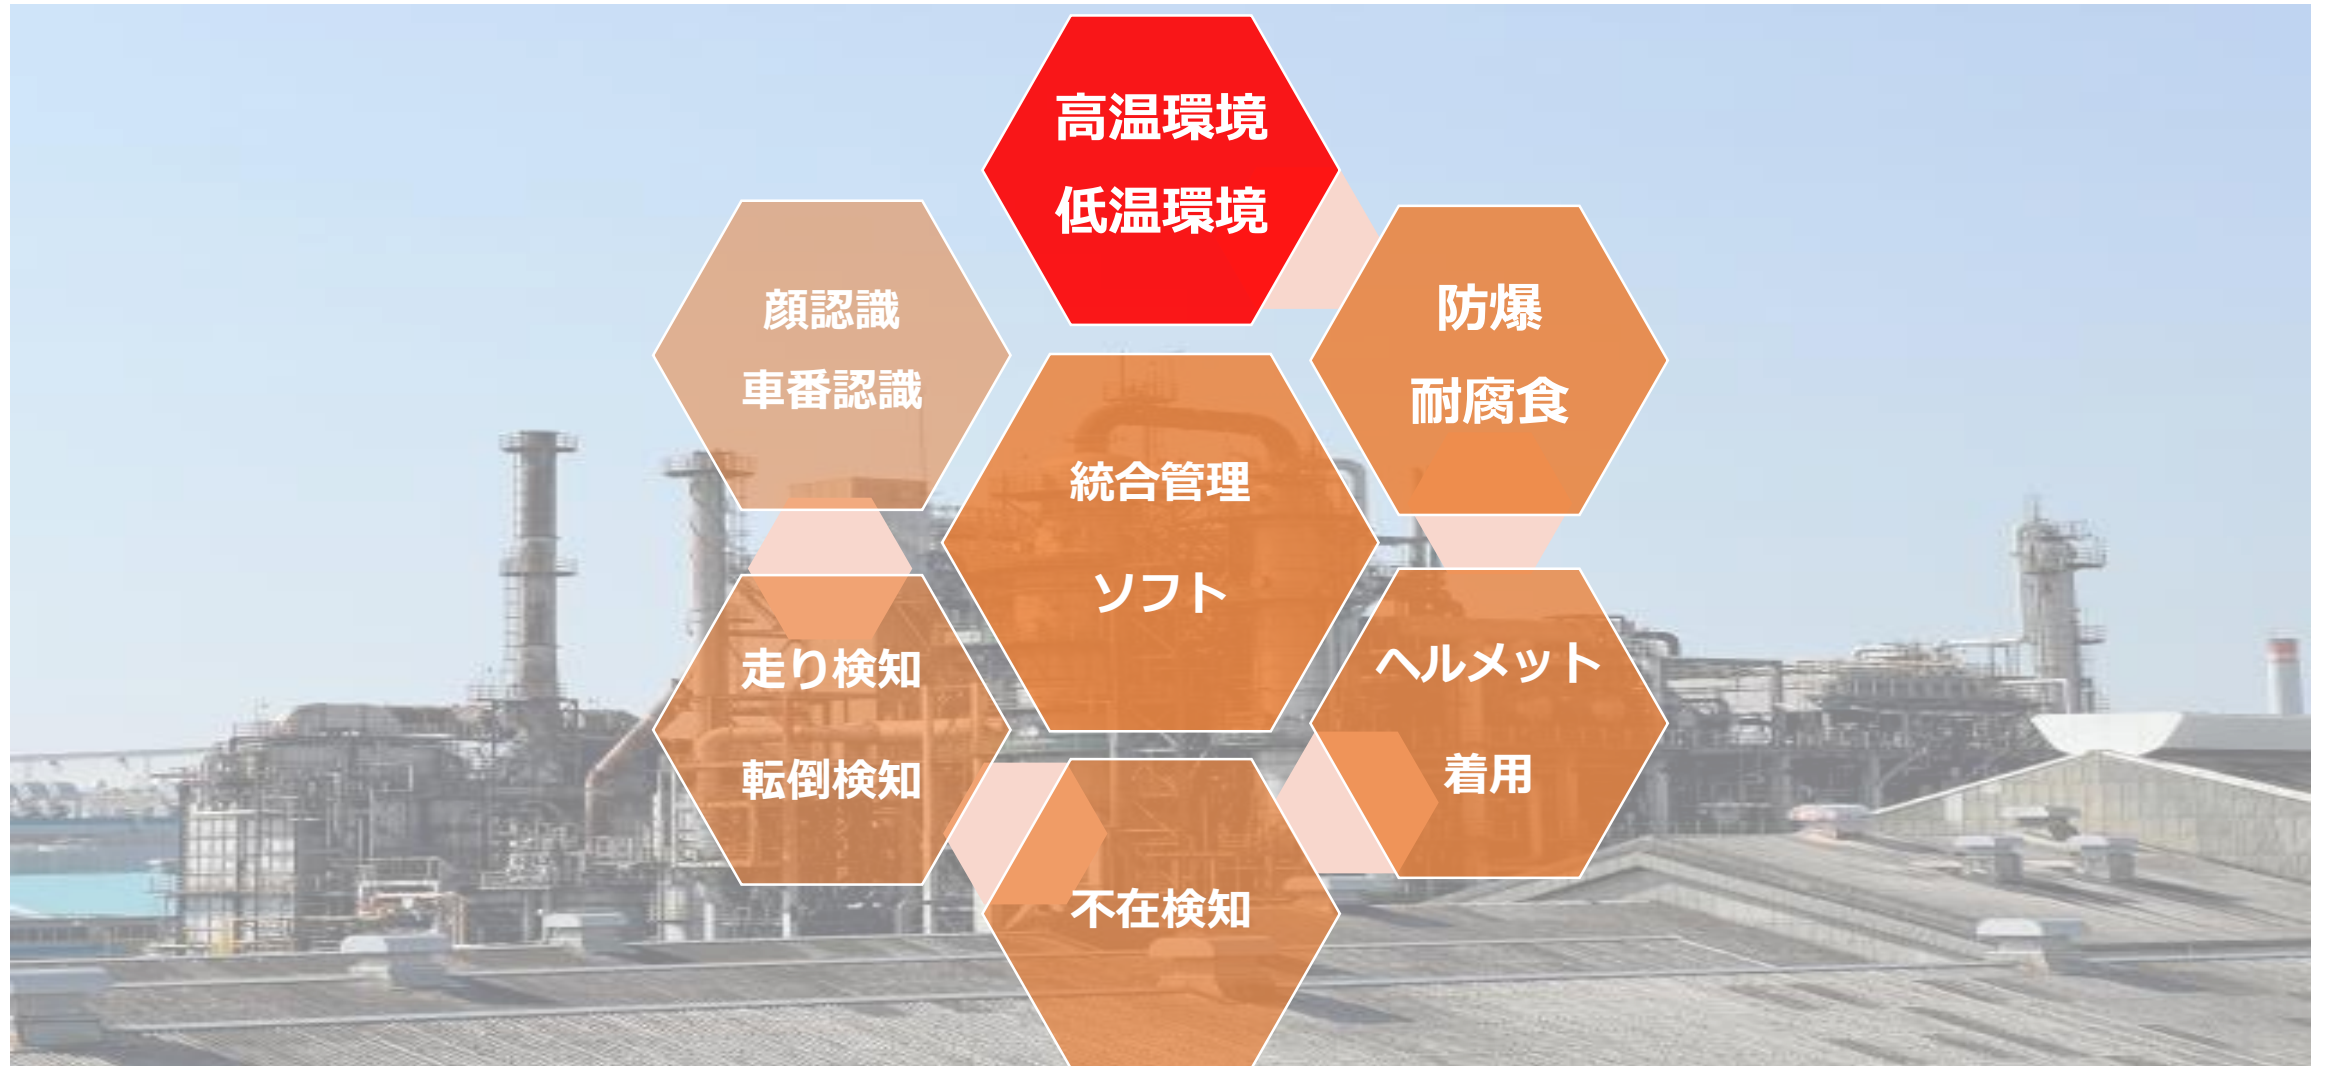 高温環境
低温環境
顔認識
車番認識
防爆
耐腐食
統合管理
ソフト
走り検知
転倒検知
ヘルメット
着用
不在検知